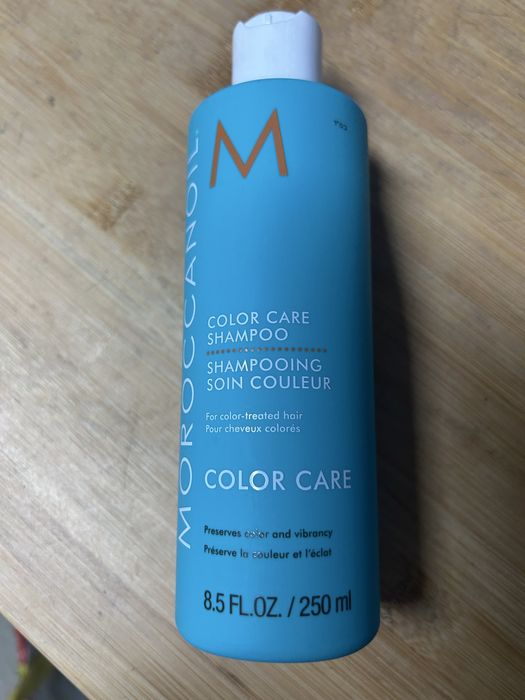 M
MOROCCANOIL
COLOR CARE
SHAMPOO
SHAMPOOING
SOIN COULEUR
For color-treated hair
Pour cheveux colorés
COLOR CARE
Preserves color and vibrancy
Préserve la couleur et l'éclat
8.5 FL.OZ. / 250 ml